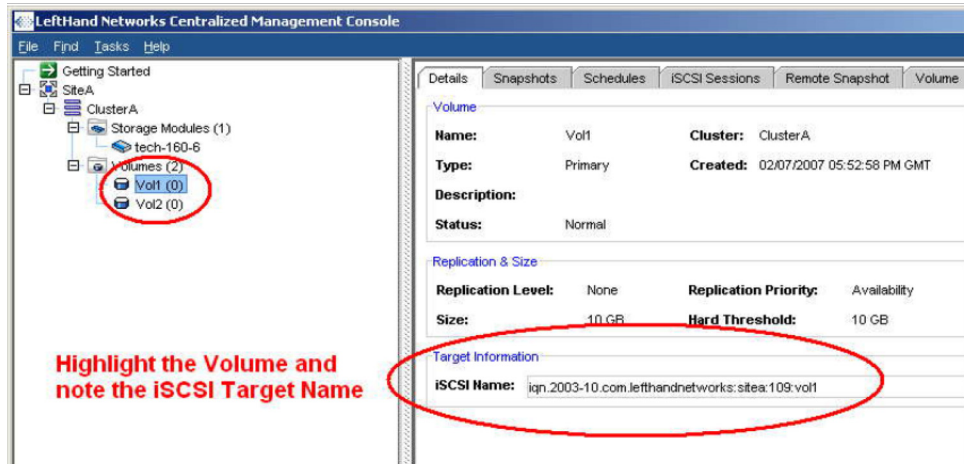 LeftHand Networks Centralized Management Console
File Find Tasks Help
Getting Started
SiteA
ClusterA
Storage Modules (1)
tech-160-6
Volumes (2)
Vol1 (0)
Vol2 (0)
Highlight the Volume and
note the iSCSI Target Name
Details Snapshots Schedules iSCSI Sessions Remote Snapshot Volume
Volume
Name: Vol1 Cluster: ClusterA
Type: Primary Created: 02/07/2007 05:52:58 PM GMT
Description:
Status: Normal
Replication & Size
Replication Level: None Replication Priority: Availability
Size: 10 GB Hard Threshold: 10 GB
Target Information
iSCSI Name: iqn.2003-10.com.lefthandnetworks:sitea:109:vol1